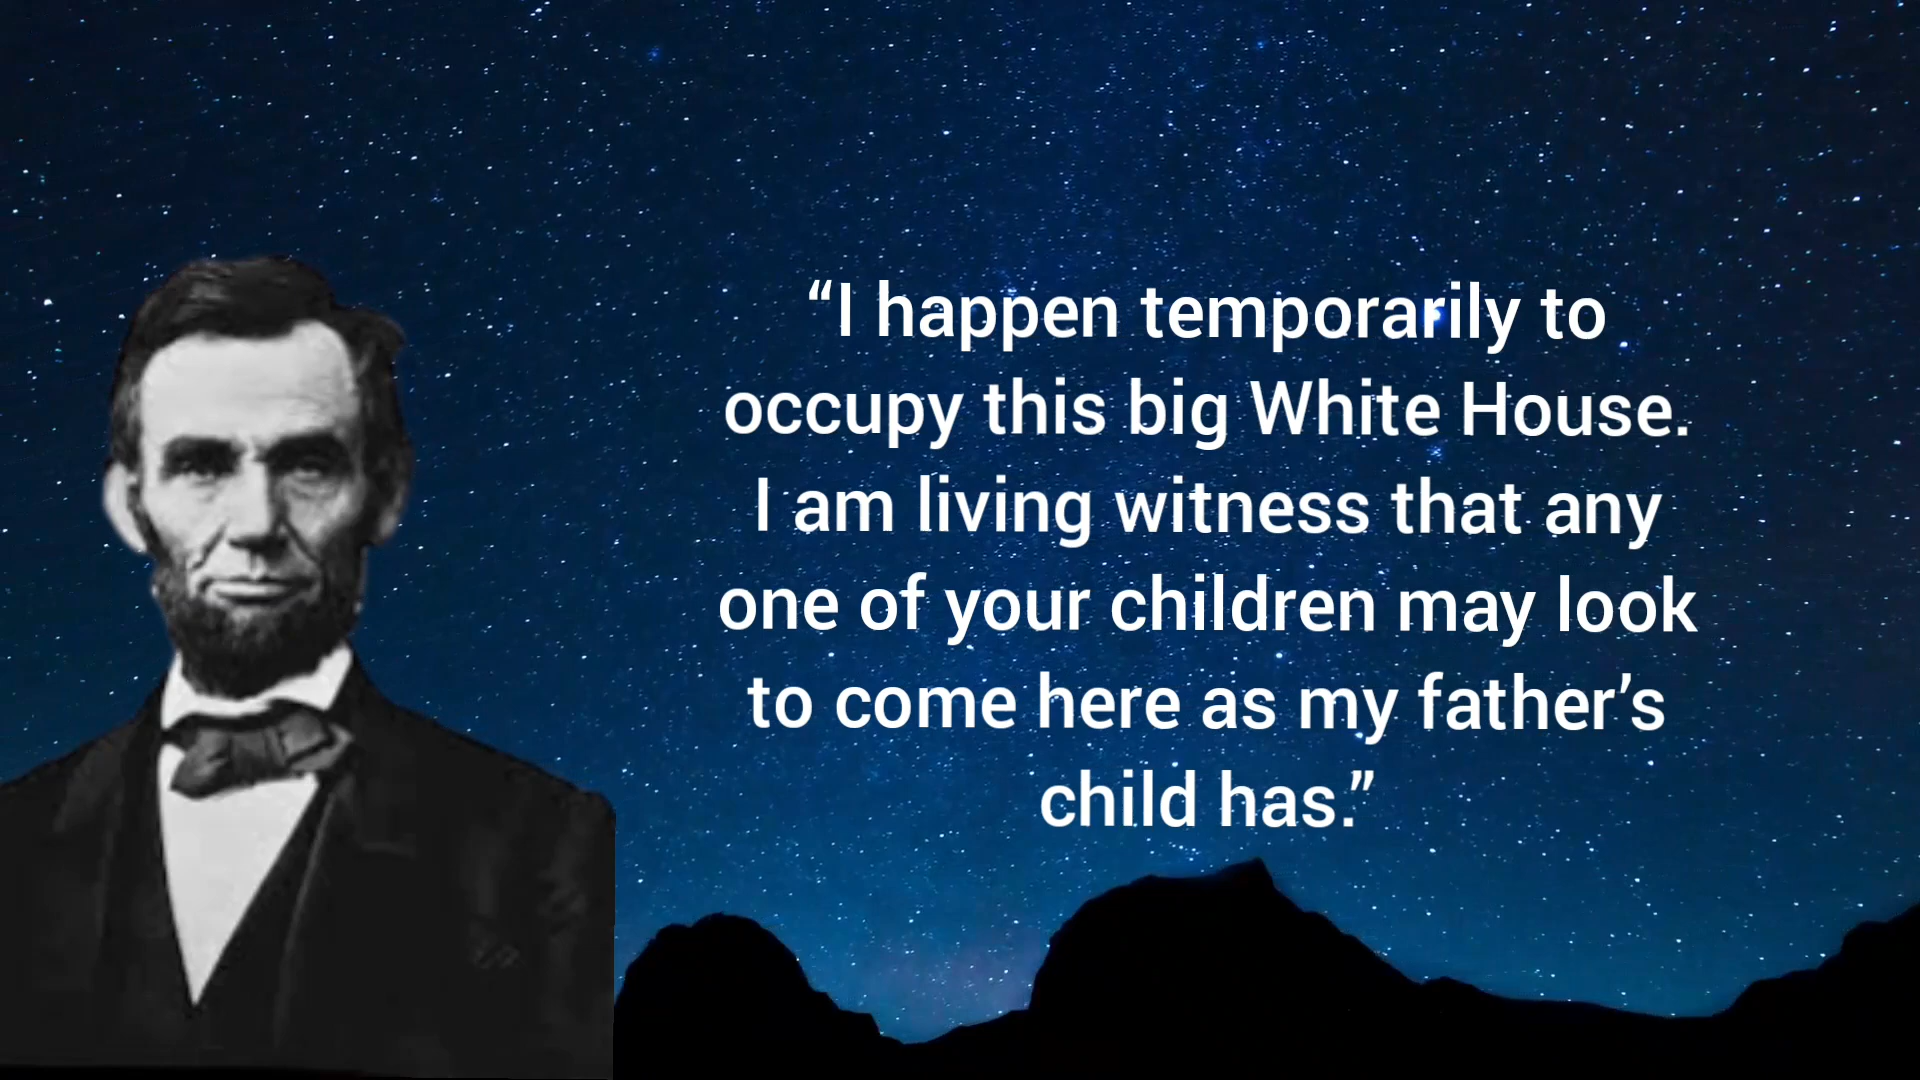 “I happen temporarily to
occupy this big White House.
I am living witness that any
one of your children may look
to come here as my father’s
child has.”